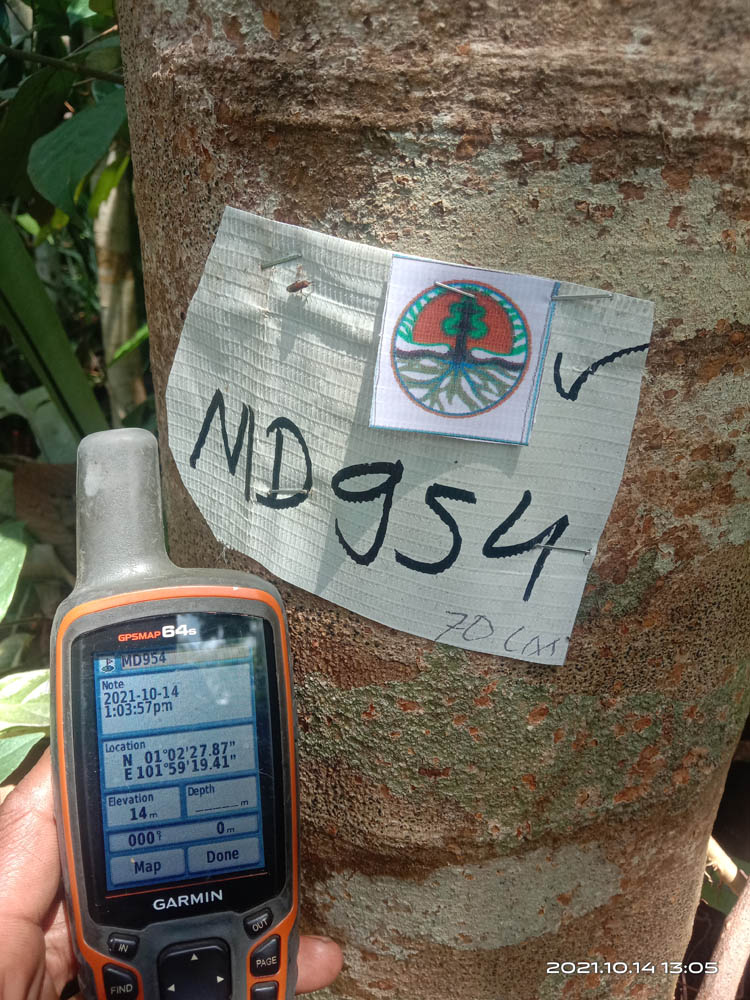 MD954
70 cm
GPSMAP 64s
MD954
Note
2021-10-14
1:03:57pm
Location
N 01°02'27.87"
E 101°59'19.41"
Elevation
14m
Depth
_____m
000°
0m
Map
Done
GARMIN
IN
OUT
FIND
PAGE
2021.10.14 13:05